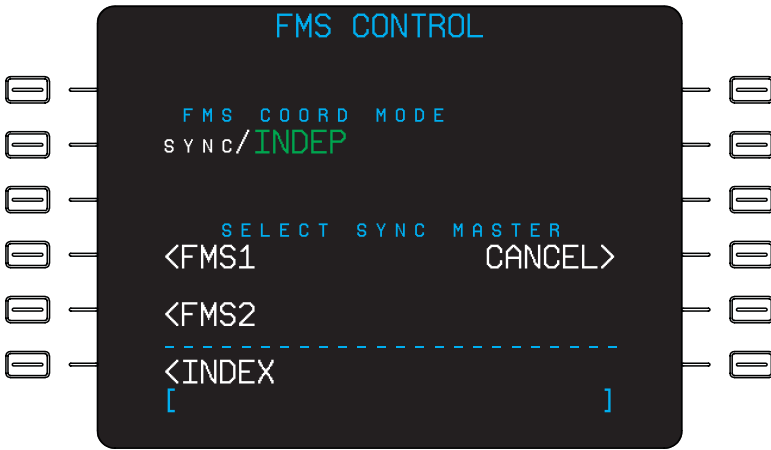 FMS CONTROL
FMS COORD MODE
SYNC/INDEP
SELECT SYNC MASTER
<FMS1 CANCEL>
<FMS2
--------------------------
<INDEX
[ ]